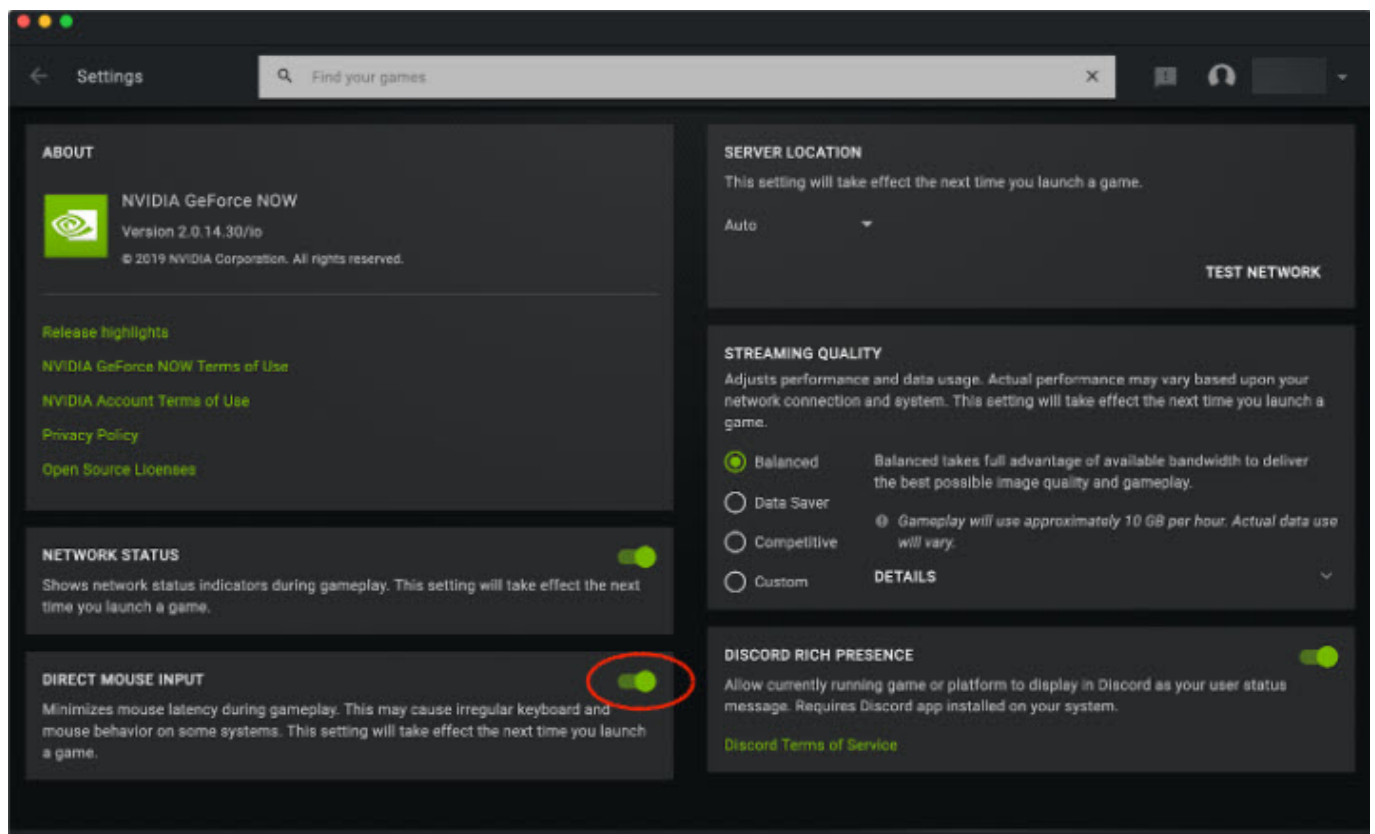 Settings
Find your games
ABOUT
NVIDIA GeForce NOW
Version 2.0.14.30/io
© 2019 NVIDIA Corporation. All rights reserved.
Release highlights
NVIDIA GeForce NOW Terms of Use
NVIDIA Account Terms of Use
Privacy Policy
Open Source Licenses
NETWORK STATUS
Shows network status indicators during gameplay. This setting will take effect the next
time you launch a game.
DIRECT MOUSE INPUT
Minimizes mouse latency during gameplay. This may cause irregular keyboard and
mouse behavior on some systems. This setting will take effect the next time you launch
a game.
SERVER LOCATION
This setting will take effect the next time you launch a game.
Auto
TEST NETWORK
STREAMING QUALITY
Adjusts performance and data usage. Actual performance may vary based upon your
network connection and system. This setting will take effect the next time you launch a
game.
Balanced
Data Saver
Competitive
Custom
Balanced takes full advantage of available bandwidth to deliver
the best possible image quality and gameplay.
Gameplay will use approximately 10 GB per hour. Actual data use
will vary.
DETAILS
DISCORD RICH PRESENCE
Allow currently running game or platform to display in Discord as your user status
message. Requires Discord app installed on your system.
Discord Terms of Service